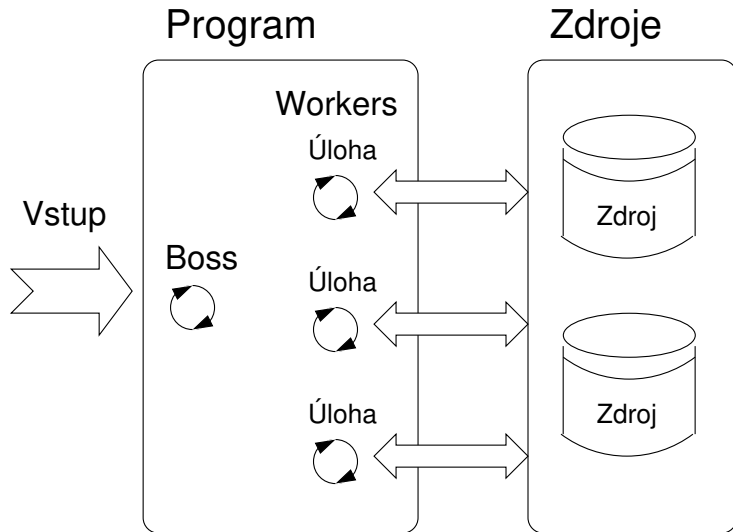 Program
Zdroje
Workers
Úloha
Vstup
Zdroj
Boss
Úloha
Úloha
Zdroj